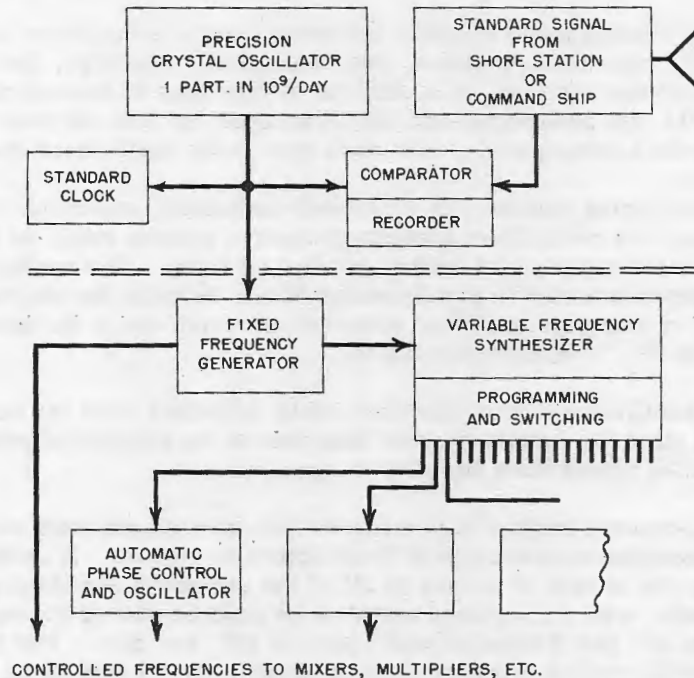 PRECISION
CRYSTAL OSCILLATOR
1 PART. IN 10⁹/DAY
STANDARD SIGNAL
FROM
SHORE STATION
OR
COMMAND SHIP
STANDARD
CLOCK
COMPARATOR
RECORDER
FIXED
FREQUENCY
GENERATOR
VARIABLE FREQUENCY
SYNTHESIZER
PROGRAMMING
AND SWITCHING
AUTOMATIC
PHASE CONTROL
AND OSCILLATOR
CONTROLLED FREQUENCIES TO MIXERS, MULTIPLIERS, ETC.